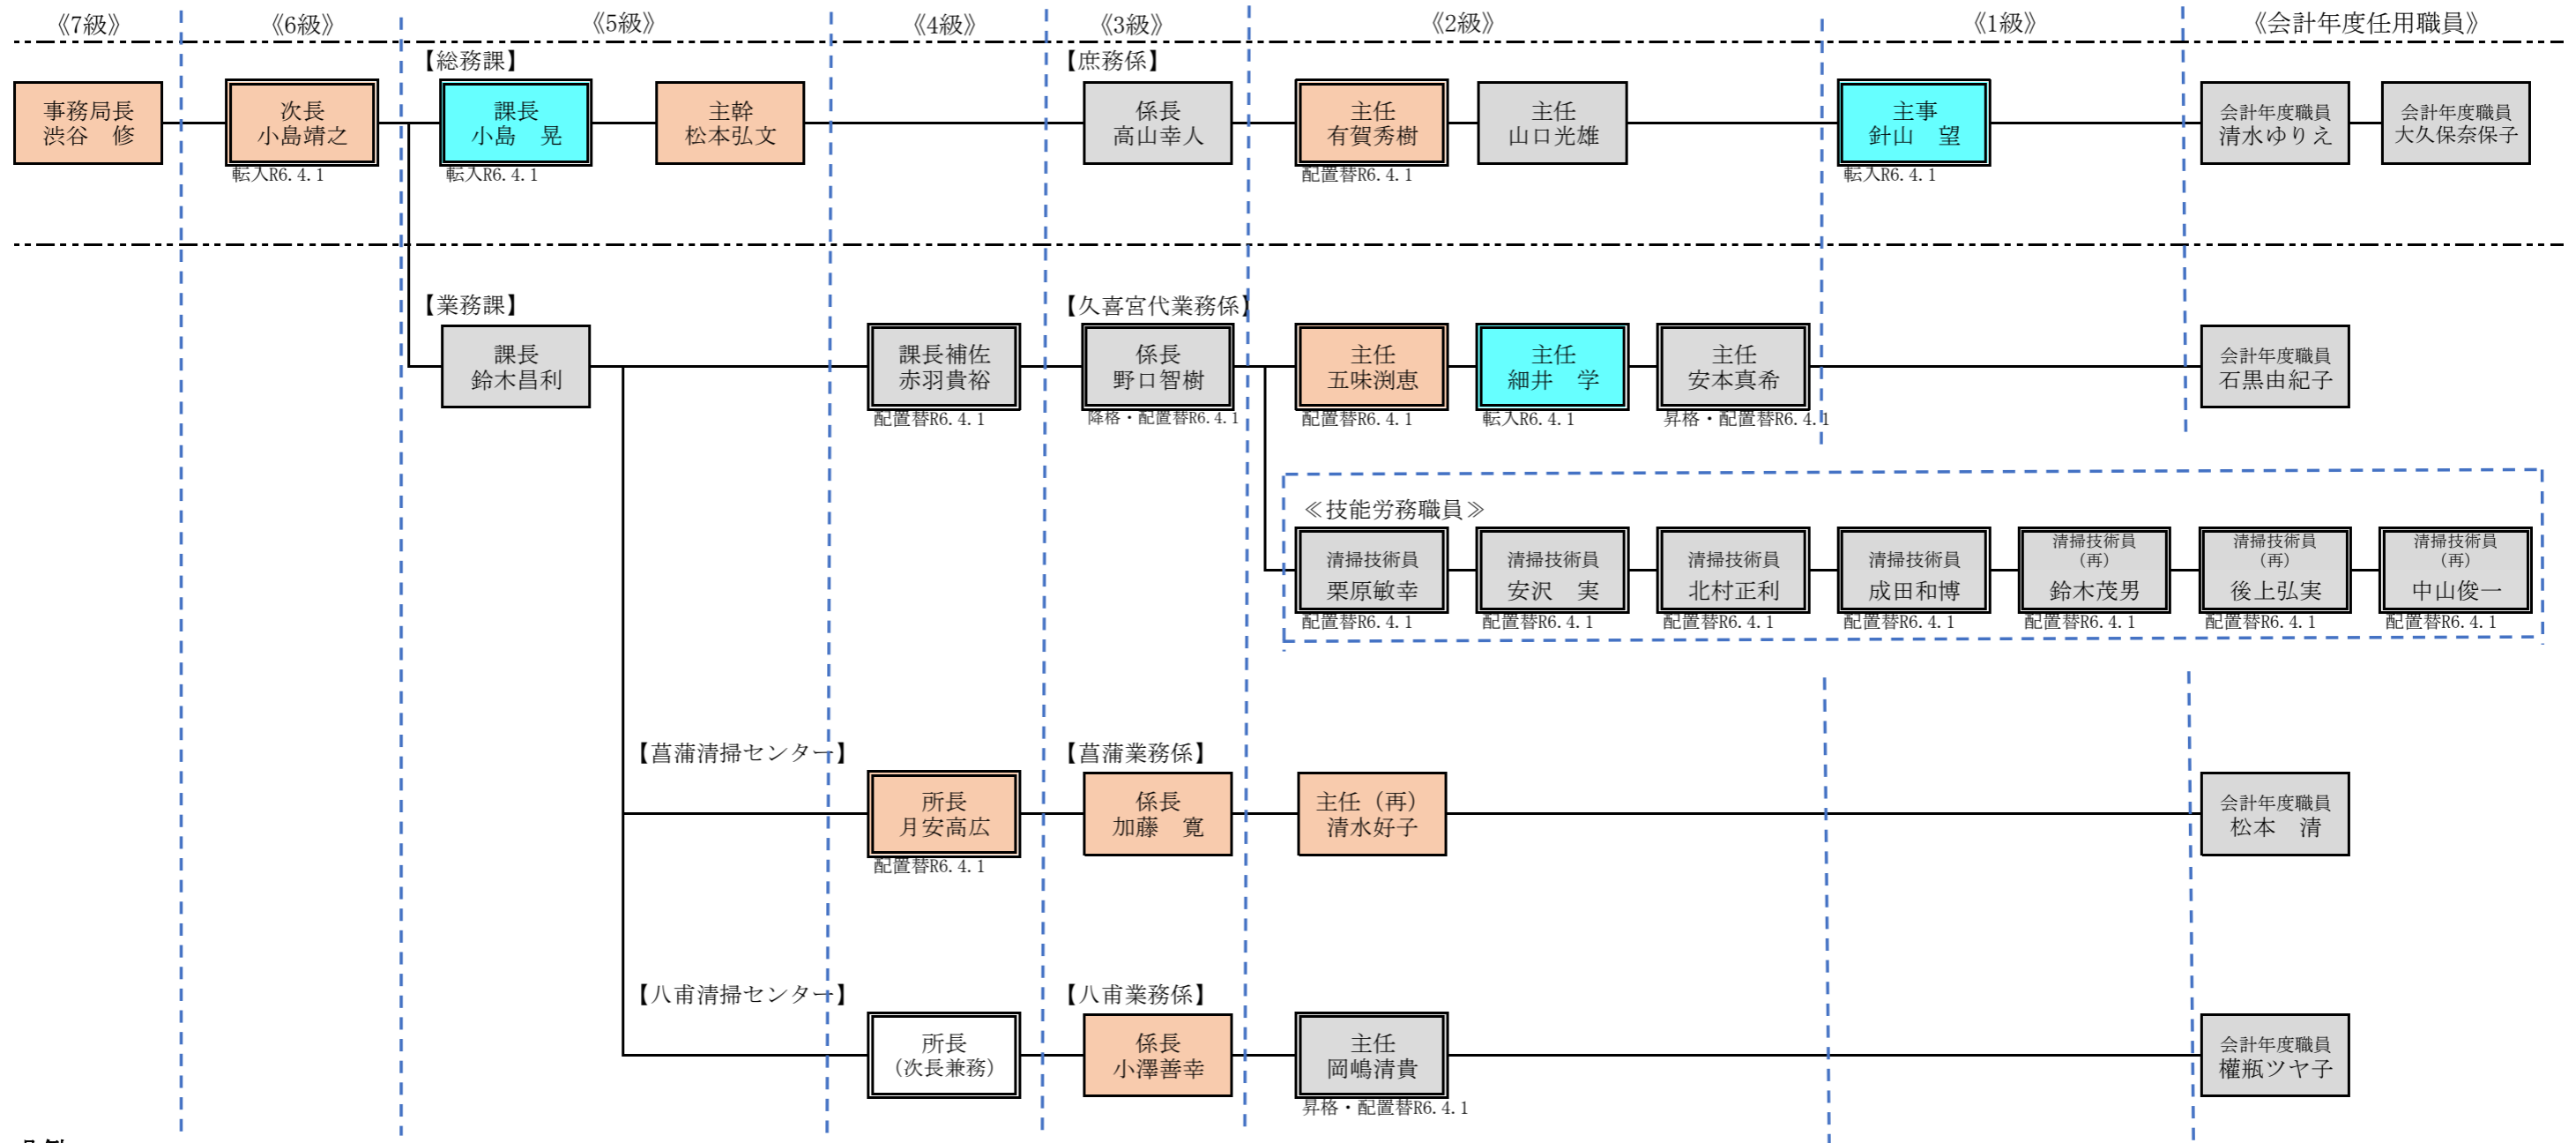 《7級》 《6級》 《5級》 《4級》 《3級》 《2級》 《1級》 《会計年度任用職員》
【総務課】 【庶務係】
事務局長 次長 課長 主幹 係長 主任 主任 主事 会計年度職員 会計年度職員
渋谷　修 小島靖之 小島　晃 松本弘文 高山幸人 有賀秀樹 山口光雄 針山　望 清水ゆりえ 大久保奈保子
転入R6.4.1 転入R6.4.1 配置替R6.4.1 転入R6.4.1
【業務課】 【久喜宮代業務係】
課長 課長補佐 係長 主任 主任 主任 会計年度職員
鈴木昌利 赤羽貴裕 野口智樹 五味渕恵 細井　学 安本真希 石黒由紀子
配置替R6.4.1 降格・配置替R6.4.1 配置替R6.4.1 転入R6.4.1 昇格・配置替R6.4.1
≪技能労務職員≫
清掃技術員 清掃技術員 清掃技術員 清掃技術員 清掃技術員（再） 清掃技術員（再） 清掃技術員（再）
栗原敏幸 安沢　実 北村正利 成田和博 鈴木茂男 後上弘実 中山俊一
配置替R6.4.1 配置替R6.4.1 配置替R6.4.1 配置替R6.4.1 配置替R6.4.1 配置替R6.4.1 配置替R6.4.1
【菖蒲清掃センター】 【菖蒲業務係】
所長 係長 主任（再） 会計年度職員
月安高広 加藤　寛 清水好子 松本　清
配置替R6.4.1
【八甫清掃センター】 【八甫業務係】
所長 係長 主任 会計年度職員
（次長兼務） 小澤善幸 岡嶋清貴 權瓶ツヤ子
昇格・配置替R6.4.1